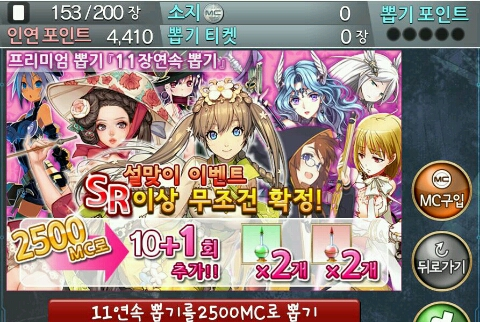 153/200 장 소지 MC 0 뽑기 포인트
인연 포인트 4,410 뽑기 티켓 0 장
프리미엄 뽑기 『11장연속 뽑기』
설맞이 이벤트
SR이상 무조건 확정!
2500 MC로 10+1회 추가!! ×2개 ×2개
MC
MC구입
뒤로가기
11연속 뽑기를2500MC로 뽑기